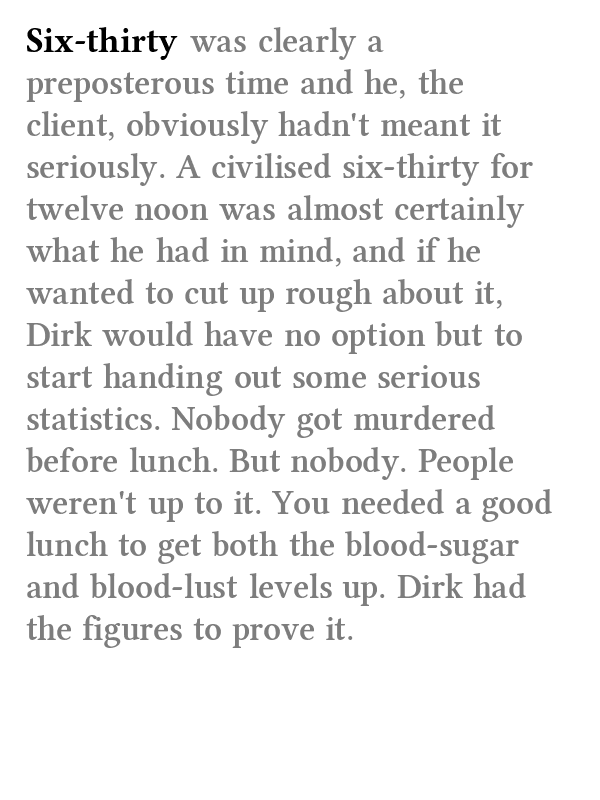 Six-thirty was clearly a
preposterous time and he, the
client, obviously hadn't meant it
seriously. A civilised six-thirty for
twelve noon was almost certainly
what he had in mind, and if he
wanted to cut up rough about it,
Dirk would have no option but to
start handing out some serious
statistics. Nobody got murdered
before lunch. But nobody. People
weren't up to it. You needed a good
lunch to get both the blood-sugar
and blood-lust levels up. Dirk had
the figures to prove it.